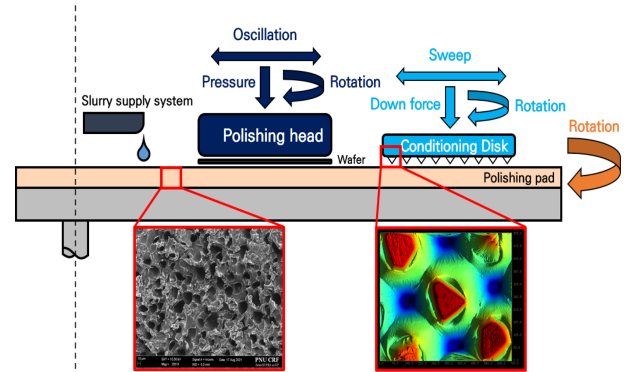 Oscillation
Pressure
Rotation
Slurry supply system
Polishing head
Wafer
Sweep
Down force
Rotation
Conditioning Disk
Rotation
Polishing pad
PNU CRF